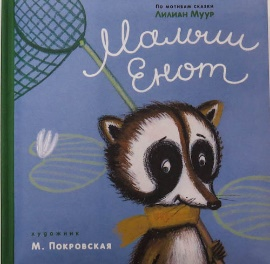 По мотивам сказки
Лилиан Муур
Малыш
Енот
художник
М. Покровская